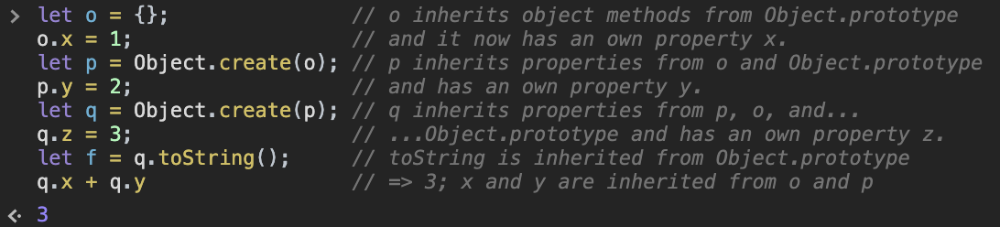 > let o = {}; // o inherits object methods from Object.prototype
o.x = 1; // and it now has an own property x.
let p = Object.create(o); // p inherits properties from o and Object.prototype
p.y = 2; // and has an own property y.
let q = Object.create(p); // q inherits properties from p, o, and...
q.z = 3; // ...Object.prototype and has an own property z.
let f = q.toString(); // toString is inherited from Object.prototype
q.x + q.y // => 3; x and y are inherited from o and p
3